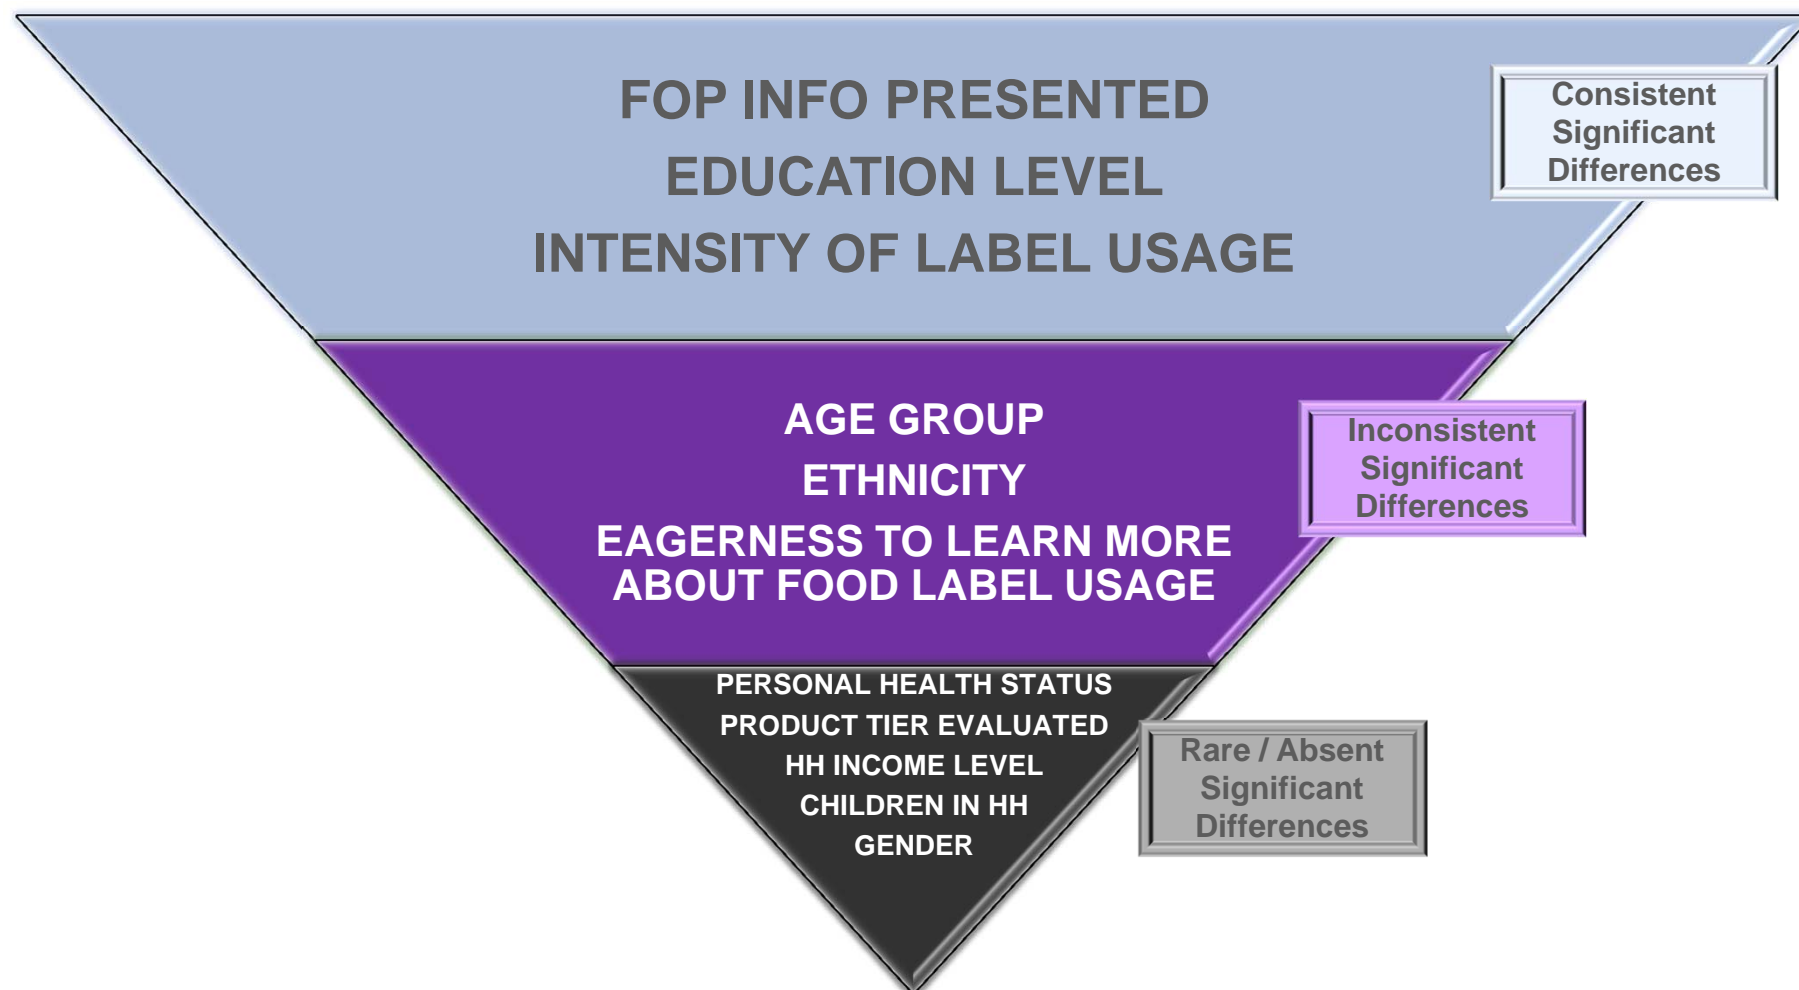 FOP INFO PRESENTED
EDUCATION LEVEL
INTENSITY OF LABEL USAGE
Consistent
Significant
Differences
AGE GROUP
ETHNICITY
EAGERNESS TO LEARN MORE
ABOUT FOOD LABEL USAGE
Inconsistent
Significant
Differences
PERSONAL HEALTH STATUS
PRODUCT TIER EVALUATED
HH INCOME LEVEL
CHILDREN IN HH
GENDER
Rare / Absent
Significant
Differences